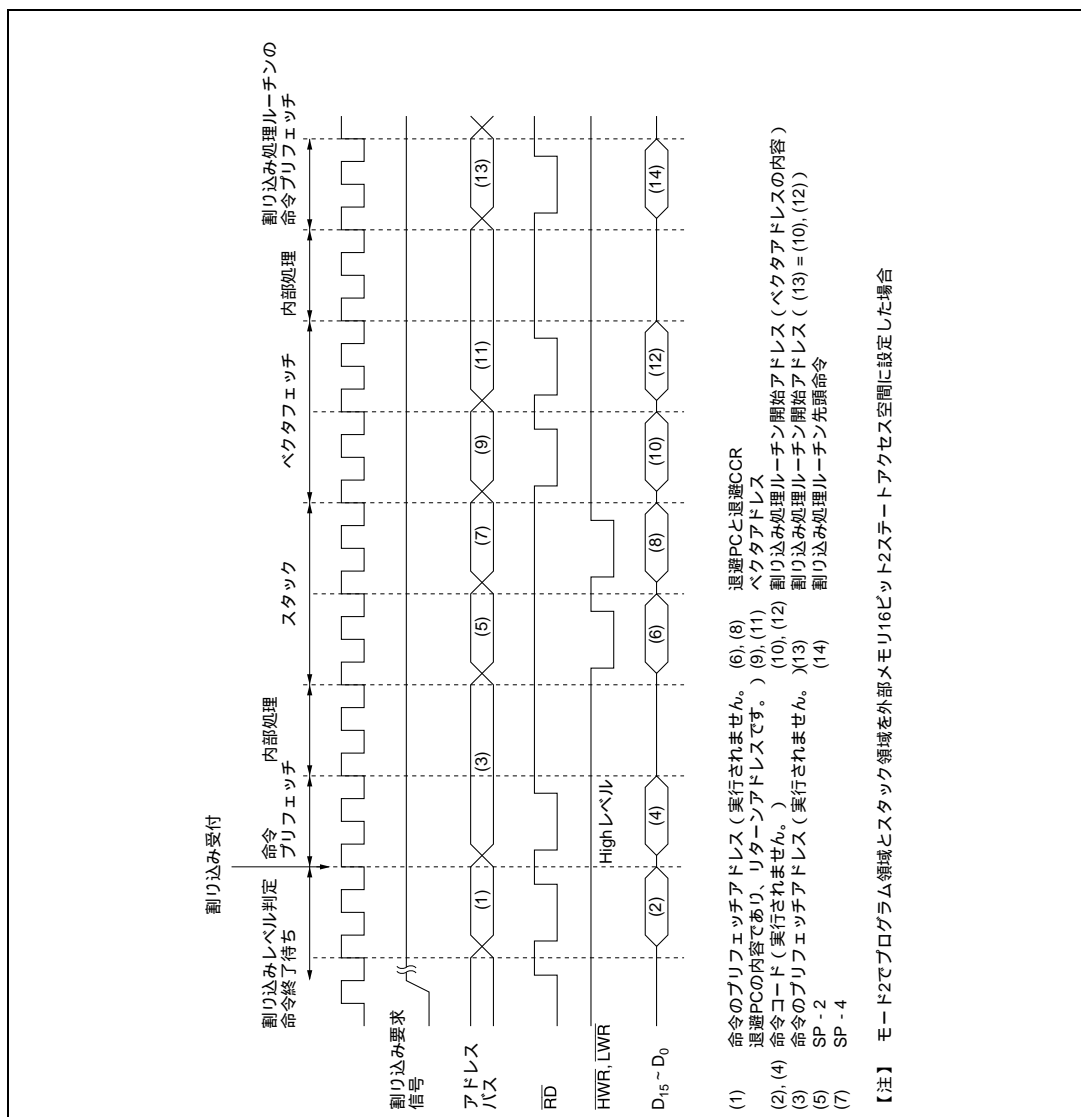 割り込み受付
割り込みレベル判定
命令終了待ち
命令
プリフェッチ
内部処理
スタック
ベクタフェッチ
内部処理
割り込み処理ルーチンの
命令プリフェッチ
割り込み要求
信号
アドレス
バス
(1)
(3)
(5)
(7)
(9)
(11)
(13)
RD
HWR, LWR
Highレベル
D15 ~ D0
(2)
(4)
(6)
(8)
(10)
(12)
(14)
(1) 命令のプリフェッチアドレス(実行されません。
退避PCの内容であり、リターンアドレスです。)
(2), (4) 命令コード(実行されません。)
(3) 命令のプリフェッチアドレス(実行されません。)
(5) SP - 2
(7) SP - 4
(6), (8) 退避PCと退避CCR
(9), (11) ベクタアドレス
(10), (12) 割り込み処理ルーチン開始アドレス(ベクタアドレスの内容)
(13) 割り込み処理ルーチン開始アドレス((13) = (10), (12))
(14) 割り込み処理ルーチン先頭命令
【注】 モード2でプログラム領域とスタック領域を外部メモリ16ビット2ステートアクセス空間に設定した場合